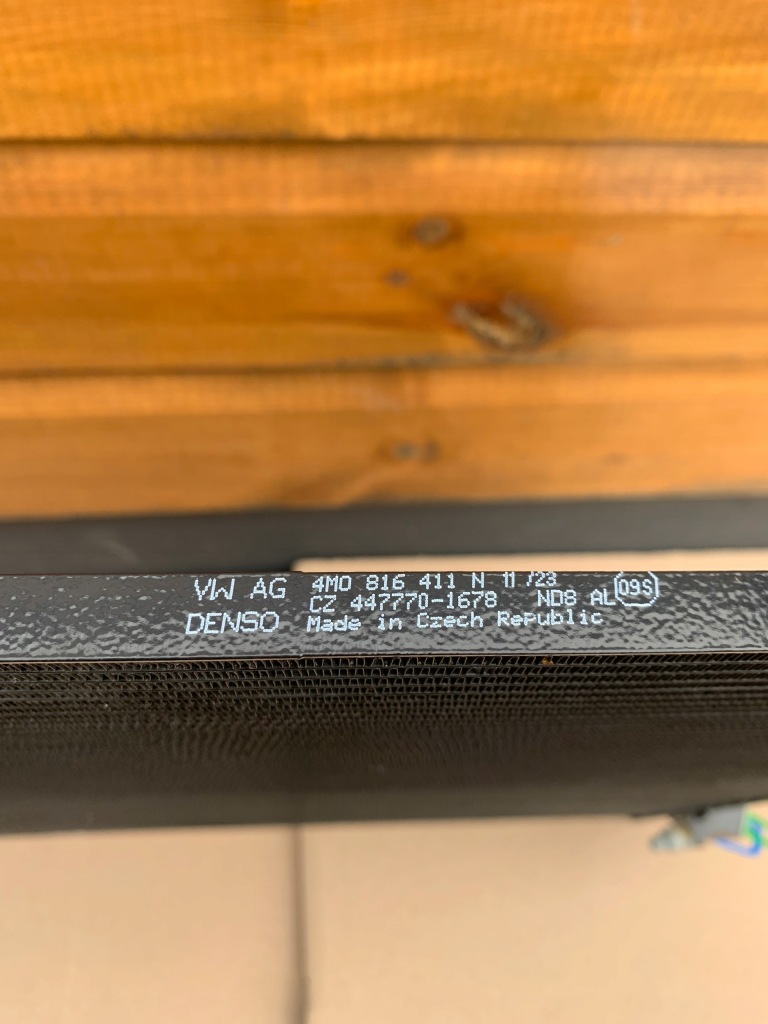 VW AG 4M0 816 411 N 11/23
CZ 447770-1678 ND8 AL 09S
DENSO Made in Czech Republic